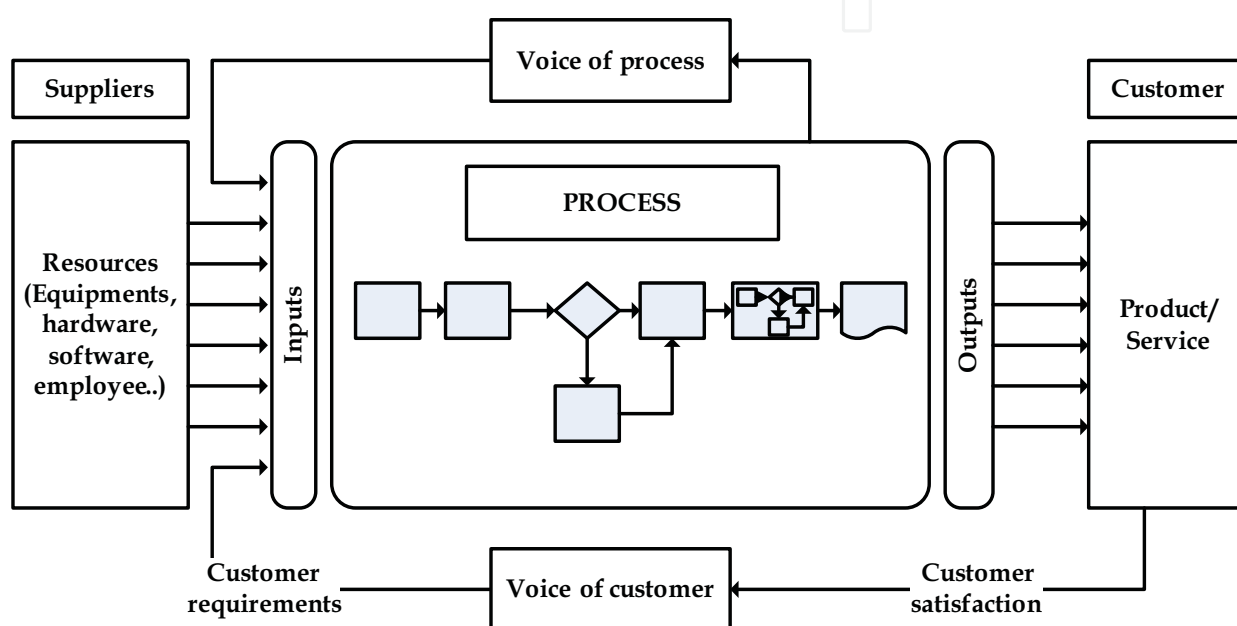 Voice of process
Suppliers
Customer
PROCESS
Resources
(Equipments,
hardware,
software,
employee..)
Inputs
Outputs
Product/
Service
Customer
requirements
Voice of customer
Customer
satisfaction